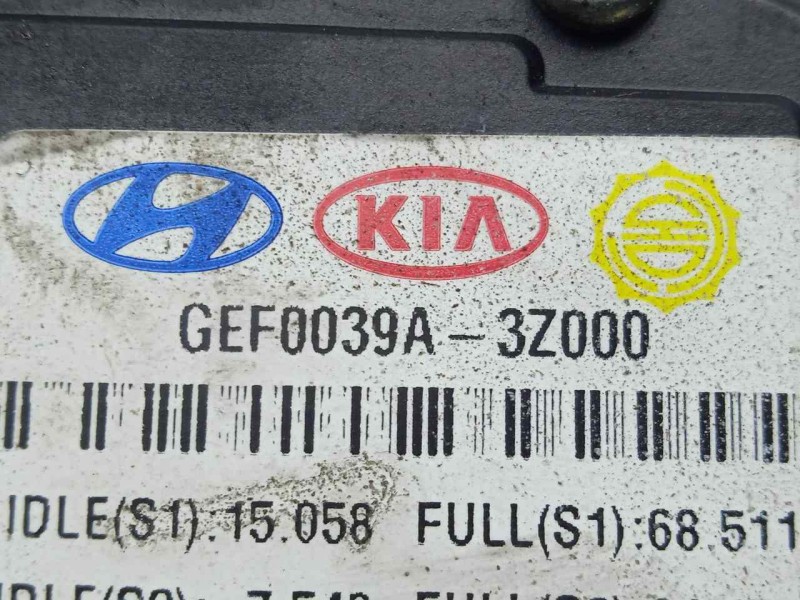 KIA
GEF0039A-3Z000
IDLE(S1):15.058 FULL(S1):68.511